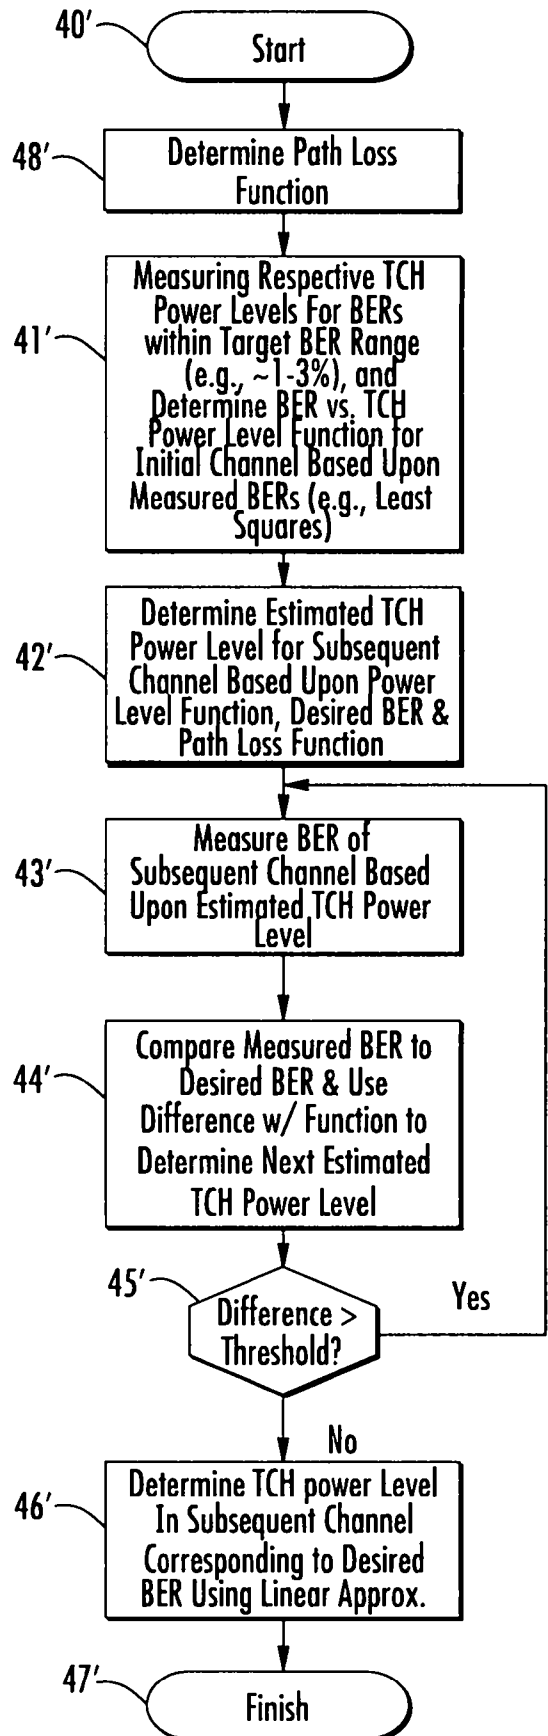 40'
Start
48'
Determine Path Loss
Function
41'
Measuring Respective TCH
Power Levels For BERs
within Target BER Range
(e.g., ~1-3%), and
Determine BER vs. TCH
Power Level Function for
Initial Channel Based Upon
Measured BERs (e.g., Least
Squares)
42'
Determine Estimated TCH
Power Level for Subsequent
Channel Based Upon Power
Level Function, Desired BER &
Path Loss Function
43'
Measure BER of
Subsequent Channel Based
Upon Estimated TCH Power
Level
44'
Compare Measured BER to
Desired BER & Use
Difference w/ Function to
Determine Next Estimated
TCH Power Level
45'
Difference >
Threshold?
Yes
No
46'
Determine TCH power Level
In Subsequent Channel
Corresponding to Desired
BER Using Linear Approx.
47'
Finish